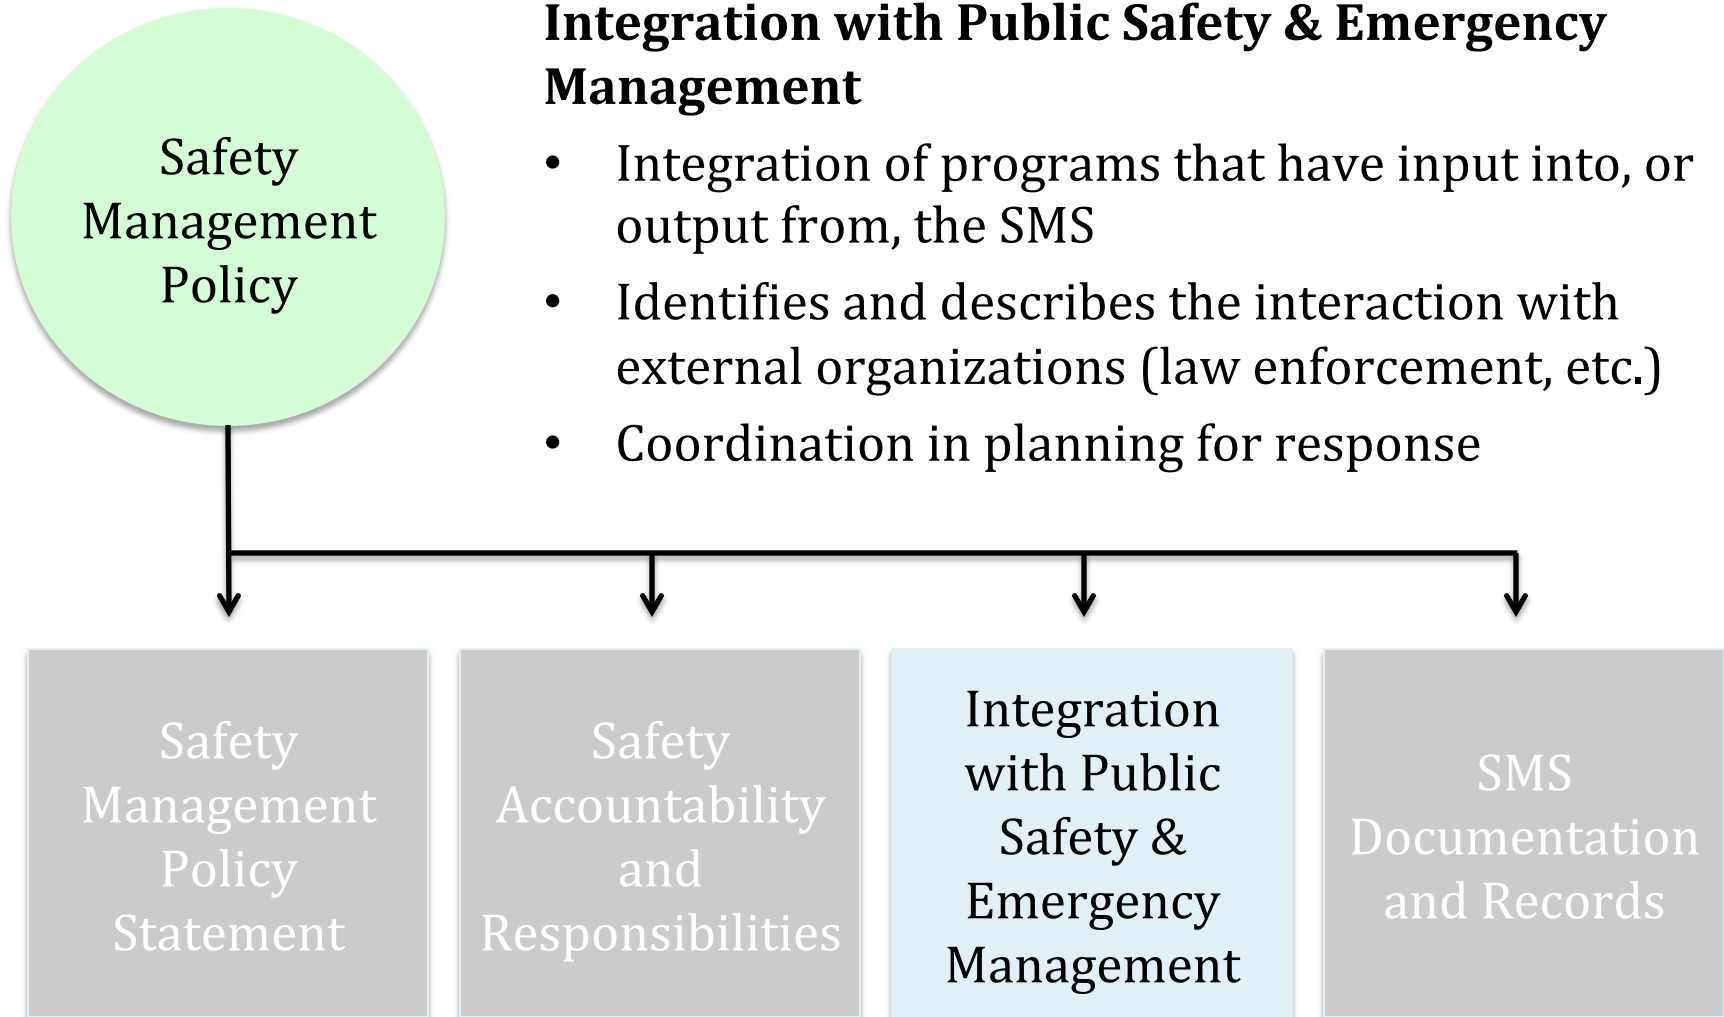 Safety
Management
Policy
Integration with Public Safety & Emergency
Management
• Integration of programs that have input into, or
output from, the SMS
• Identifies and describes the interaction with
external organizations (law enforcement, etc.)
• Coordination in planning for response
Safety
Management
Policy
Statement
Safety
Accountability
and
Responsibilities
Integration
with Public
Safety &
Emergency
Management
SMS
Documentation
and Records